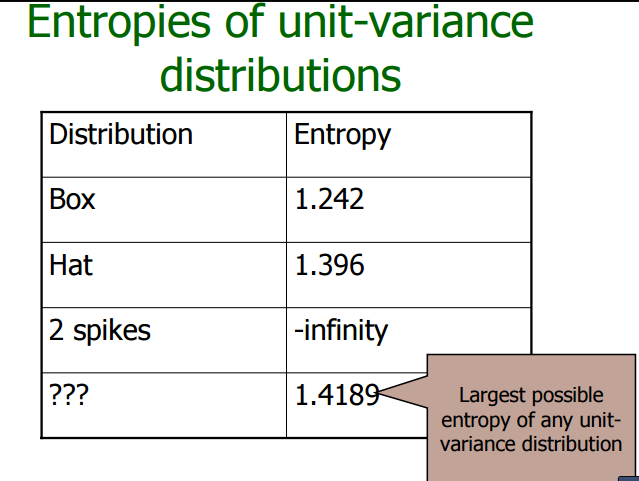 Entropies of unit-variance
distributions
Distribution Entropy
Box 1.242
Hat 1.396
2 spikes -infinity
??? 1.4189
Largest possible
entropy of any unit-
variance distribution